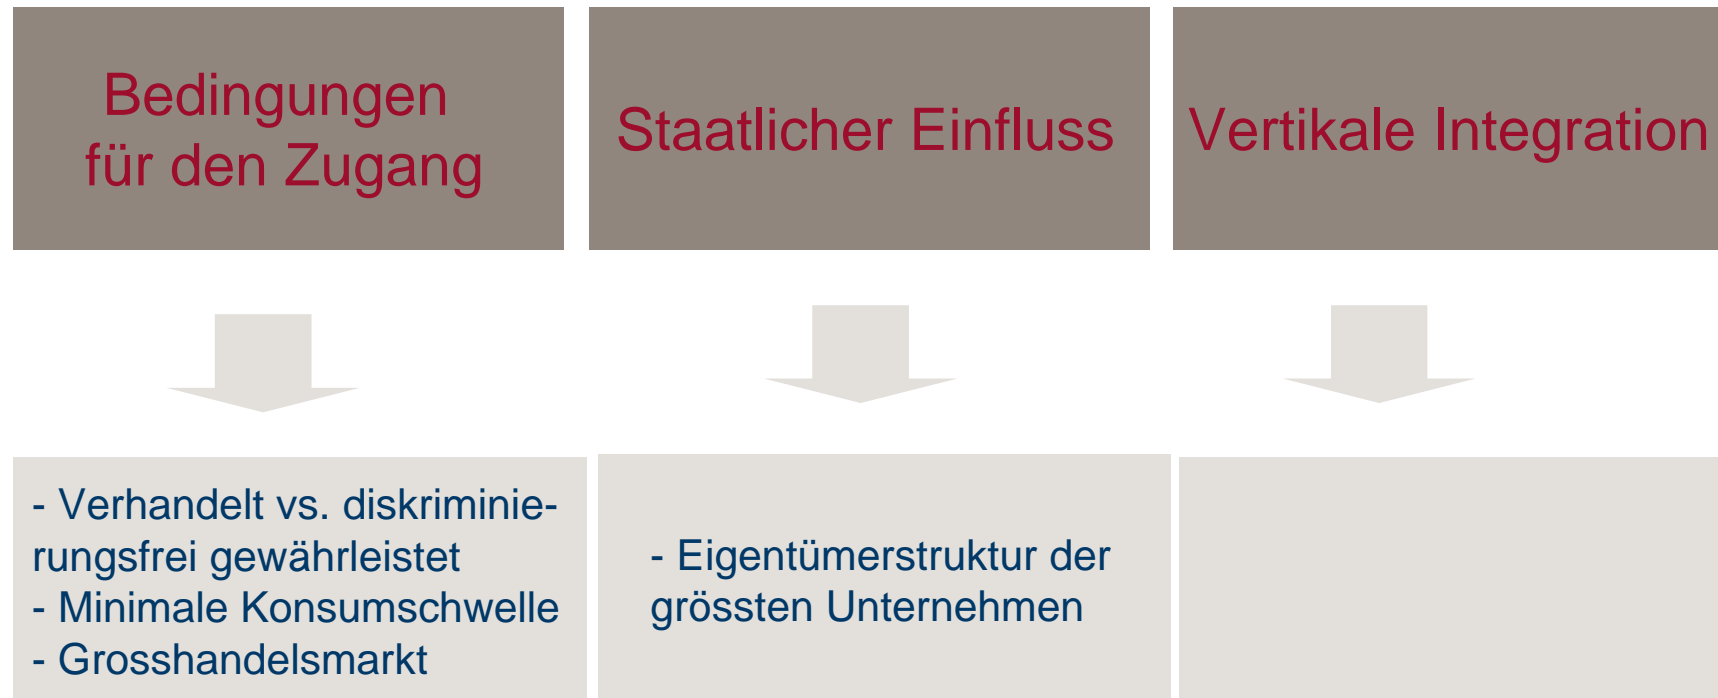 Bedingungen
für den Zugang
Staatlicher Einfluss
Vertikale Integration
- Verhandelt vs. diskriminie-
rungsfrei gewährleistet
- Minimale Konsumschwelle
- Grosshandelsmarkt
- Eigentümerstruktur der
grössten Unternehmen